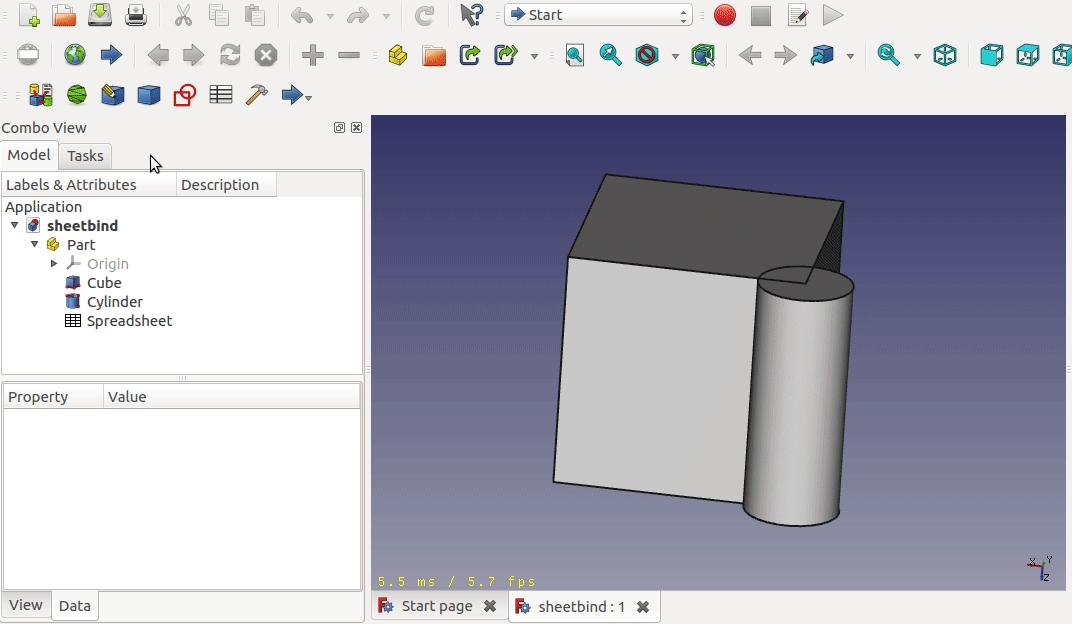 Start
Combo View
Model
Tasks
Labels & Attributes
Description
Application
sheetbind
Part
Origin
Cube
Cylinder
Spreadsheet
Property
Value
View
Data
5.5 ms / 5.7 fps
X
Y
Z
Start page
sheetbind : 1